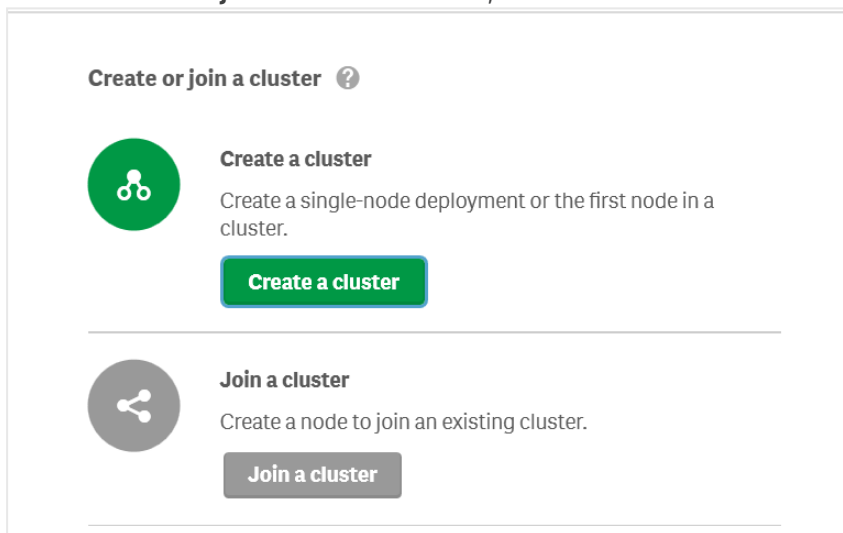 Create or join a cluster ?
Create a cluster
Create a single-node deployment or the first node in a
cluster.
Create a cluster
Join a cluster
Create a node to join an existing cluster.
Join a cluster